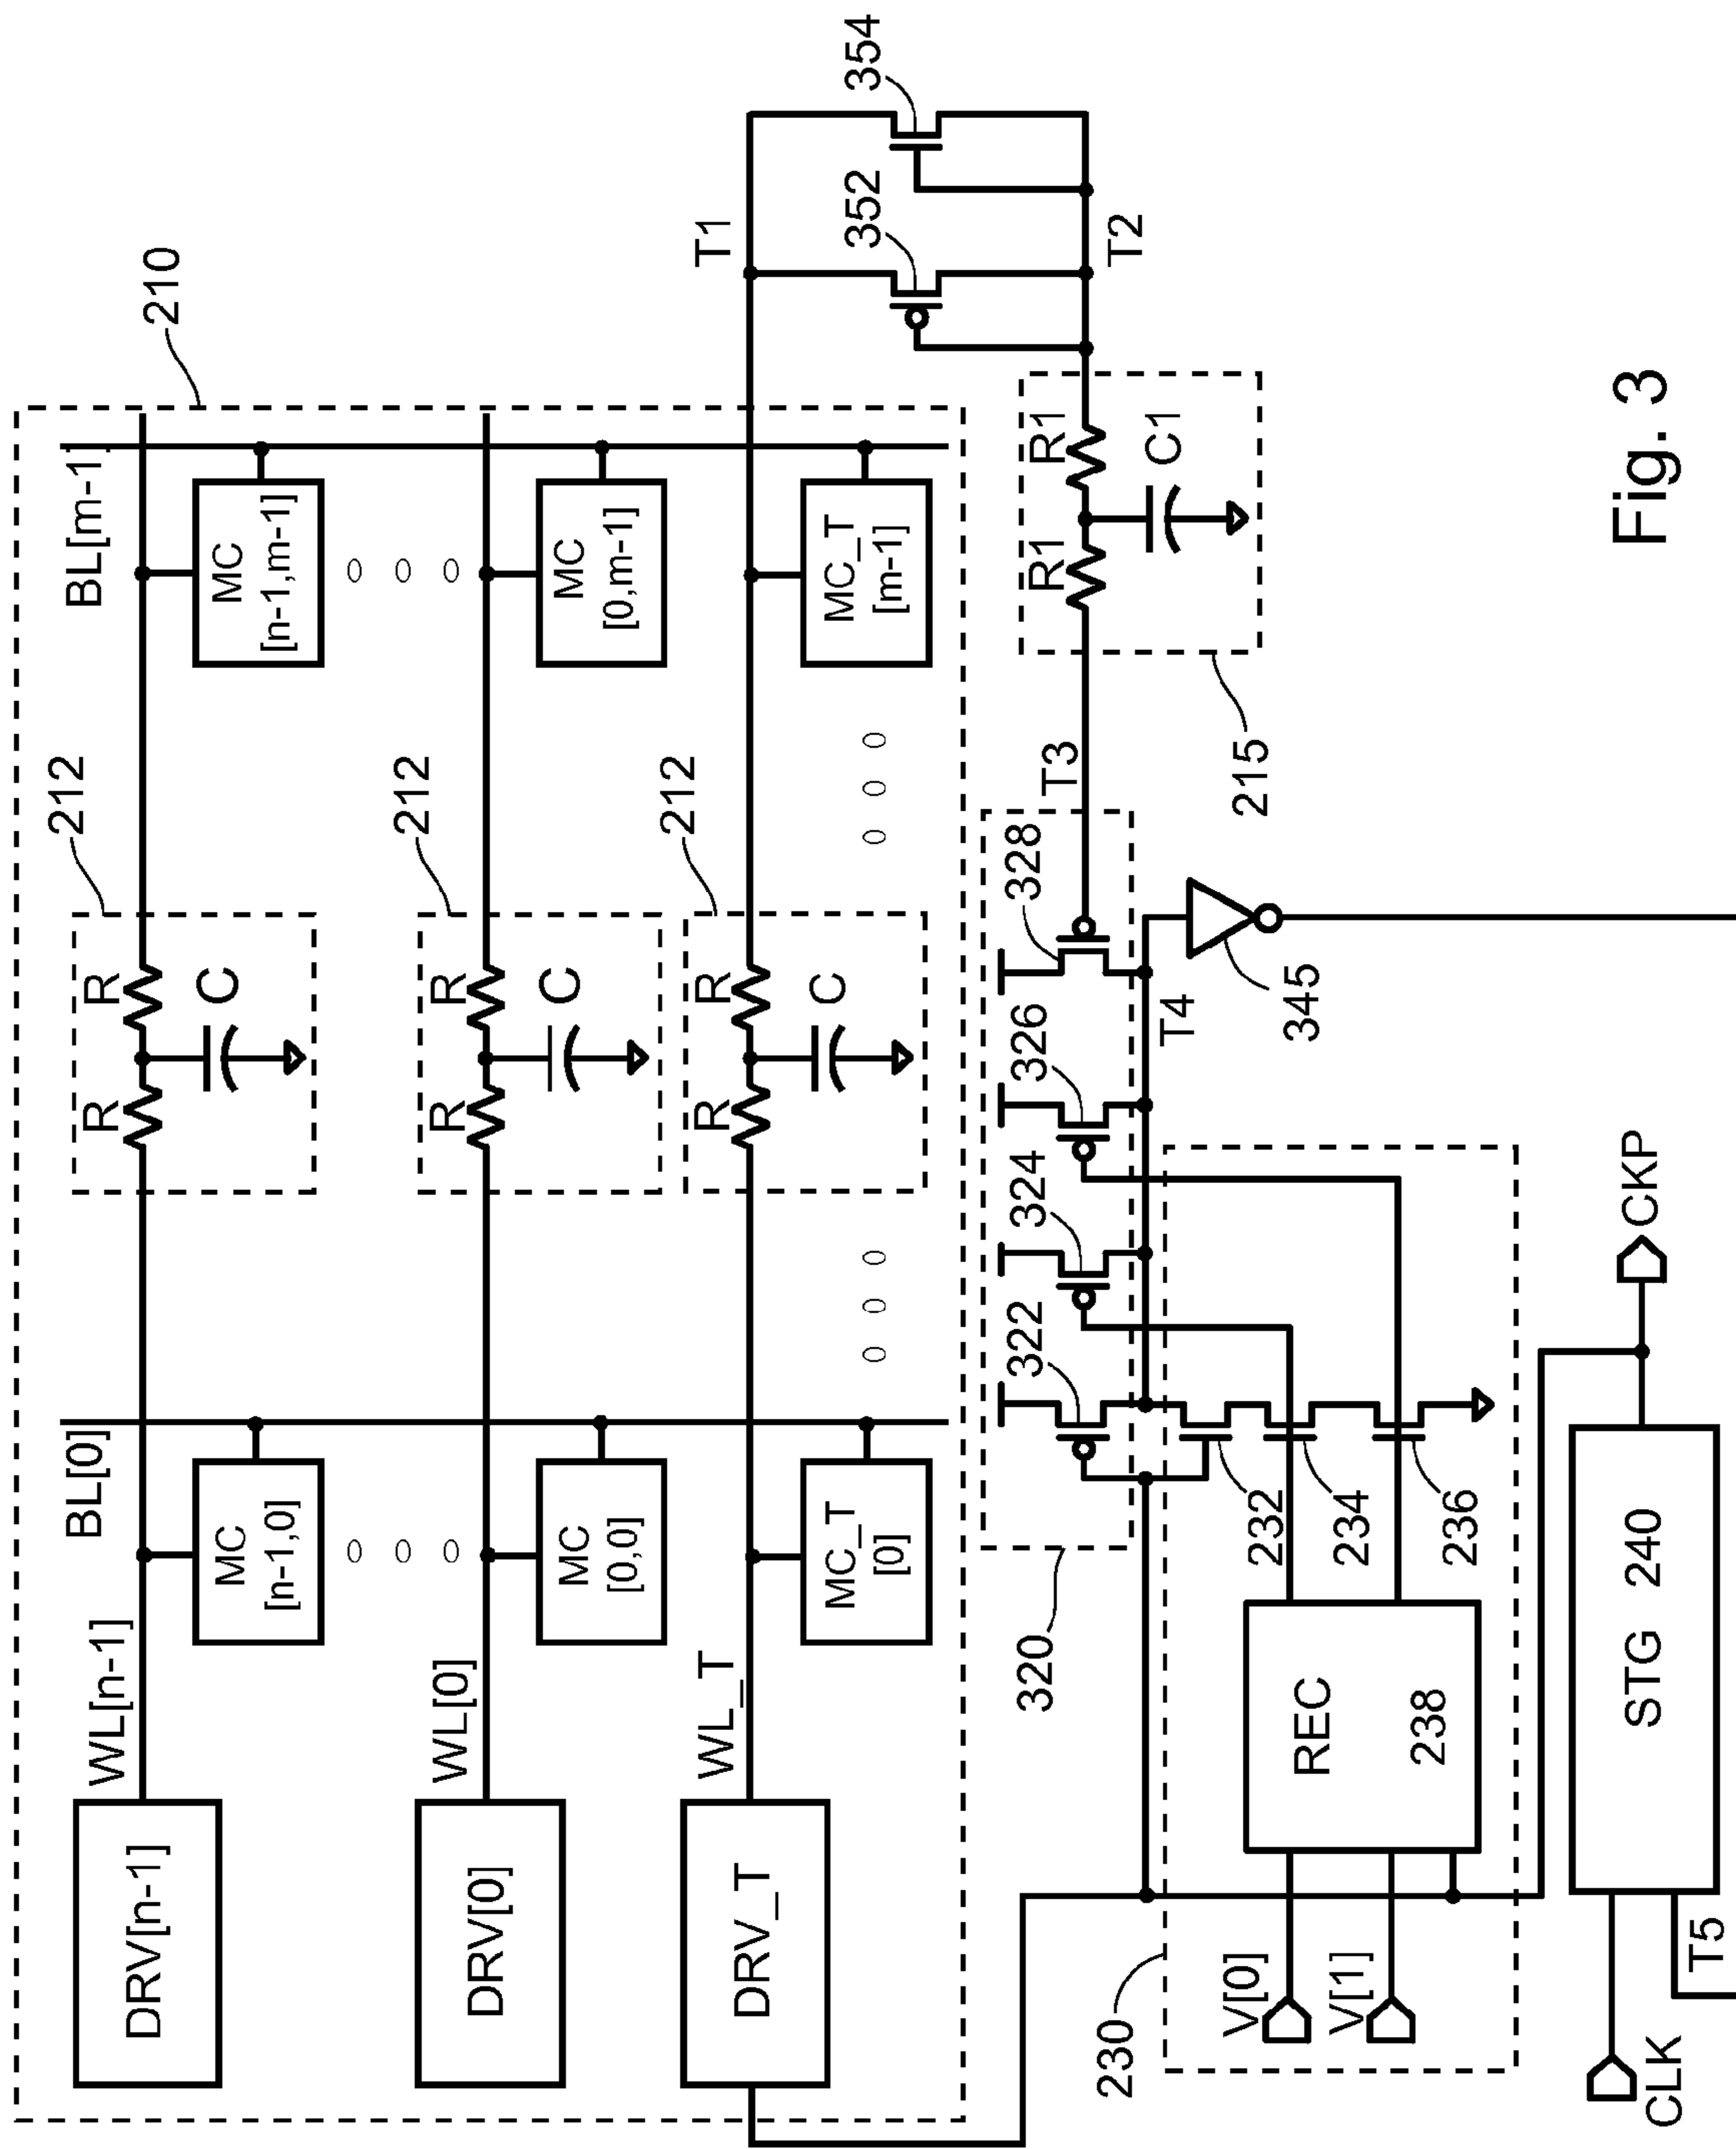 210
BL[0]
BL[m-1]
212
DRV[n-1]
WL[n-1]
R
R
C
MC
[n-1,0]
MC
[n-1,m-1]
212
DRV[0]
WL[0]
R
R
C
MC
[0,0]
MC
[0,m-1]
212
DRV_T
WL_T
R
R
C
T1
MC_T
[0]
MC_T
[m-1]
352
354
T2
320
322
324
326
328
T3
R1
R1
C1
215
T4
345
230
V[0]
V[1]
REC
238
232
234
236
CLK
T5
STG 240
CKP
Fig. 3